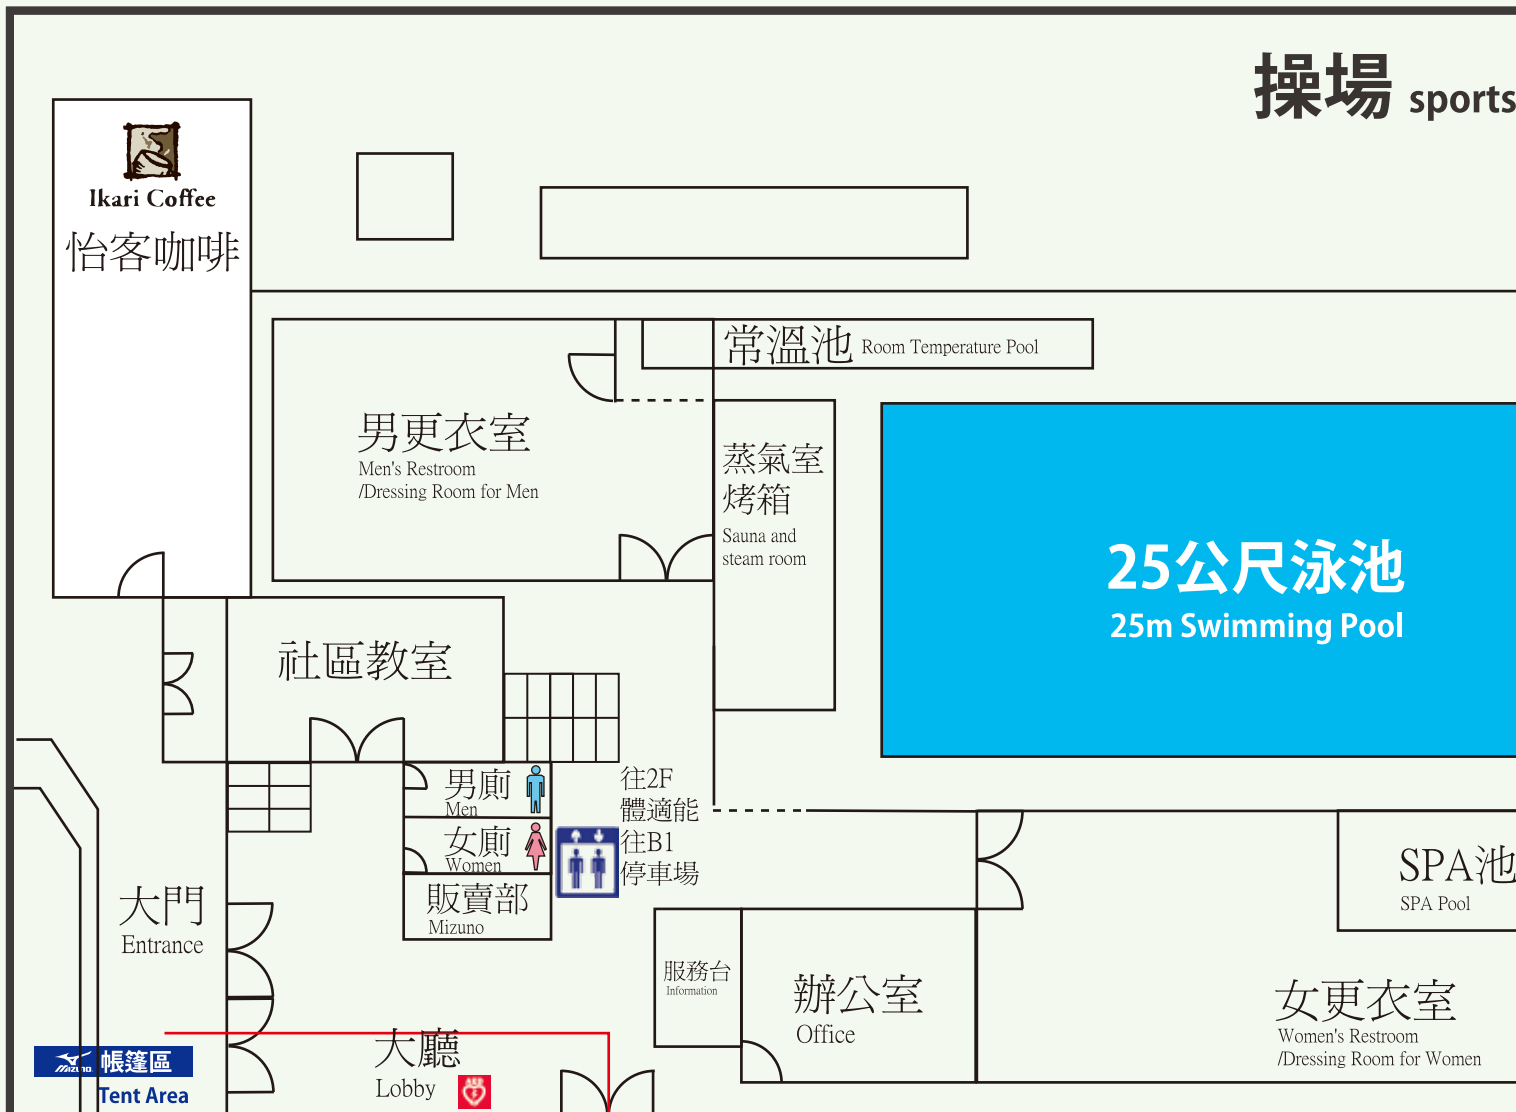 操場 sports
Ikari Coffee
怡客咖啡
常溫池 Room Temperature Pool
男更衣室
Men's Restroom
/Dressing Room for Men
蒸氣室
烤箱
Sauna and
steam room
25公尺泳池
25m Swimming Pool
社區教室
男廁
Men
女廁
Women
販賣部
Mizuno
往2F
體適能
往B1
停車場
大門
Entrance
SPA池
SPA Pool
服務台
Information
辦公室
Office
女更衣室
Women's Restroom
/Dressing Room for Women
大廳
Lobby
AED
Mizuno 帳篷區
Tent Area